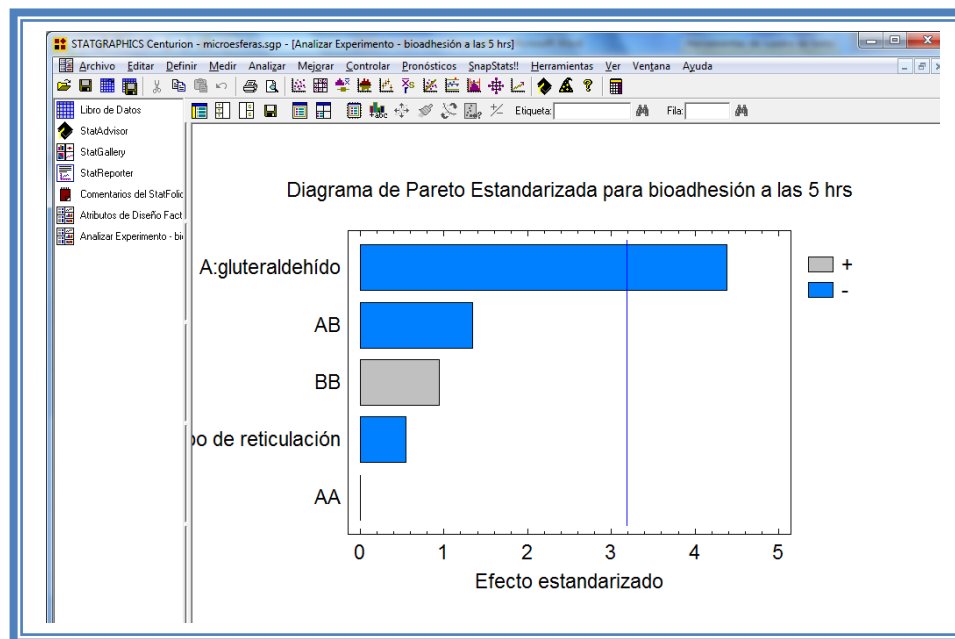 STATGRAPHICS Centurion - microesferas.sgp - [Analizar Experimento - bioadhesión a las 5 hrs]
Archivo Editar Definir Medir Analizar Mejorar Controlar Pronósticos SnapStats!! Herramientas Ver Ventana Ayuda
Etiqueta: Fila:
Libro de Datos
StatAdvisor
StatGallery
StatReporter
Comentarios del StatFolio
Atributos de Diseño Fact
Analizar Experimento - bi
Diagrama de Pareto Estandarizada para bioadhesión a las 5 hrs
A:gluteraldehído
AB
BB
po de reticulación
AA
+
-
0 1 2 3 4 5
Efecto estandarizado